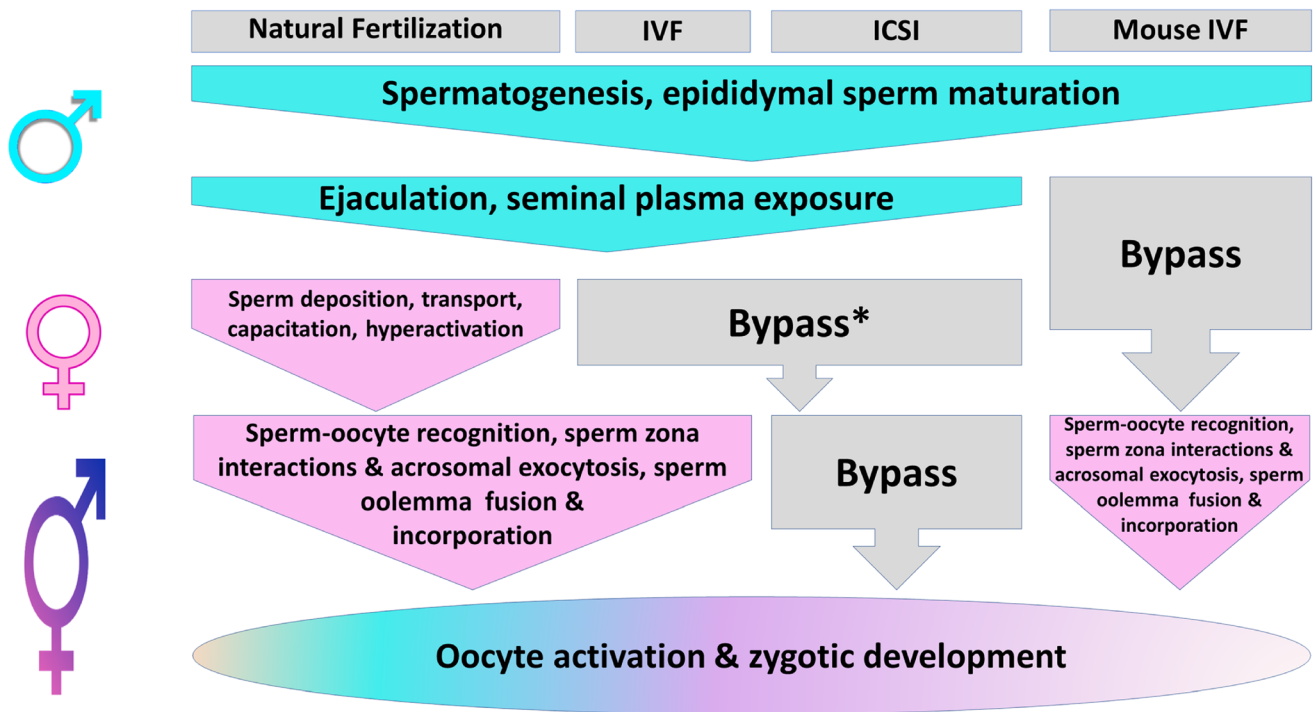 Natural Fertilization
IVF
ICSI
Mouse IVF
Spermatogenesis, epididymal sperm maturation
Ejaculation, seminal plasma exposure
Bypass
Sperm deposition, transport,
capacitation, hyperactivation
Bypass*
Sperm-oocyte recognition, sperm zona
interactions & acrosomal exocytosis, sperm
oolemma fusion &
incorporation
Bypass
Sperm-oocyte recognition,
sperm zona interactions &
acrosomal exocytosis, sperm
oolemma fusion &
incorporation
Oocyte activation & zygotic development